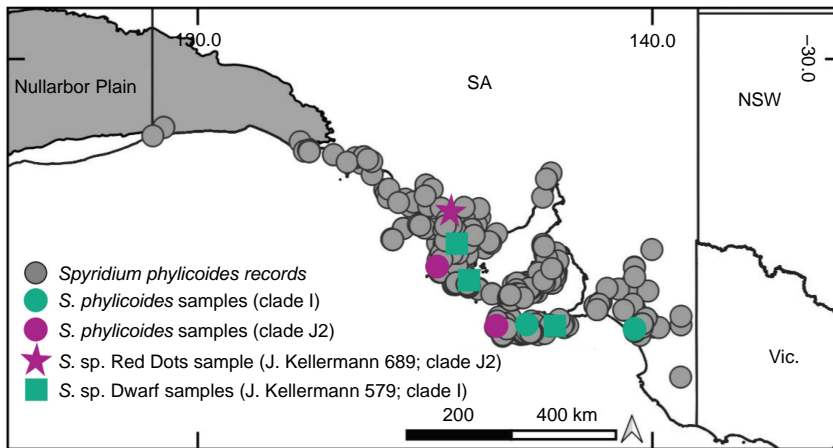 130.0
140.0
−30.0
Nullarbor Plain
SA
NSW
Spyridium phylicoides records
S. phylicoides samples (clade I)
S. phylicoides samples (clade J2)
S. sp. Red Dots sample (J. Kellermann 689; clade J2)
S. sp. Dwarf samples (J. Kellermann 579; clade I)
Vic.
200 400 km